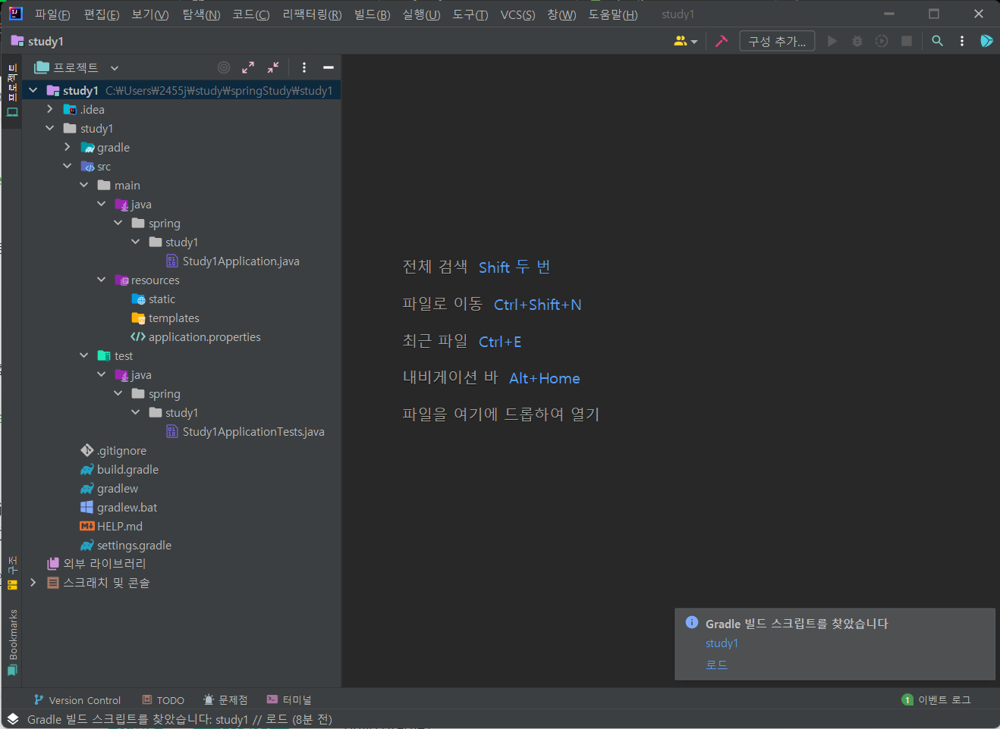 파일(F) 편집(E) 보기(V) 탐색(N) 코드(C) 리팩터링(R) 빌드(B) 실행(U) 도구(T) VCS(S) 창(W) 도움말(H) study1
study1
구성 추가...
프로젝트
프로젝트
study1 C:₩Users₩2455j₩study₩springStudy₩study1
.idea
study1
gradle
src
main
java
spring
study1
Study1Application.java
resources
static
templates
application.properties
test
java
spring
study1
Study1ApplicationTests.java
.gitignore
build.gradle
gradlew
gradlew.bat
HELP.md
settings.gradle
외부 라이브러리
스크래치 및 콘솔
구조
Bookmarks
전체 검색 Shift 두 번
파일로 이동 Ctrl+Shift+N
최근 파일 Ctrl+E
내비게이션 바 Alt+Home
파일을 여기에 드롭하여 열기
Gradle 빌드 스크립트를 찾았습니다
study1
로드
Version Control TODO 문제점 터미널 1 이벤트 로그
Gradle 빌드 스크립트를 찾았습니다: study1 // 로드 (8분 전)